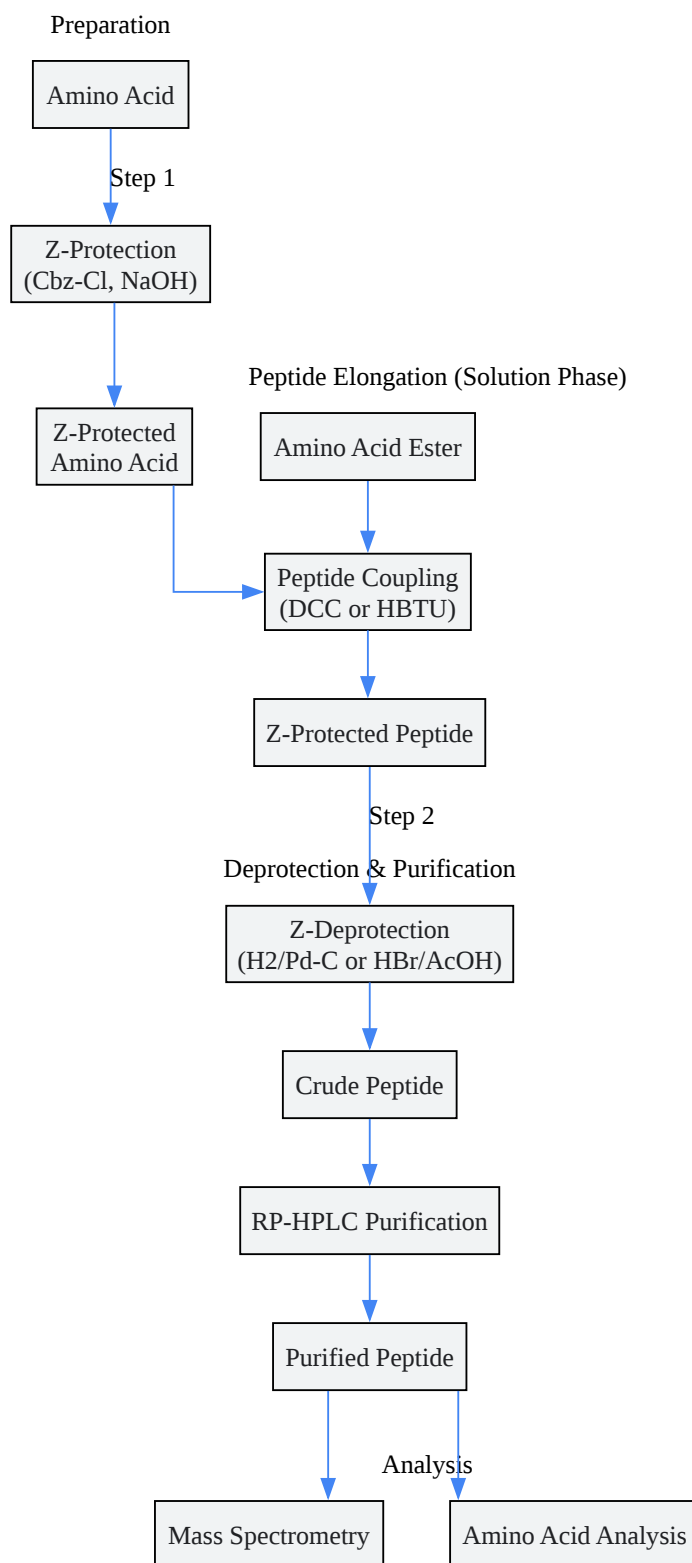 Preparation
Amino Acid
Step 1
Z-Protection
(Cbz-Cl, NaOH)
Z-Protected
Amino Acid
Peptide Elongation (Solution Phase)
Amino Acid Ester
Peptide Coupling
(DCC or HBTU)
Z-Protected Peptide
Step 2
Deprotection & Purification
Z-Deprotection
(H2/Pd-C or HBr/AcOH)
Crude Peptide
RP-HPLC Purification
Purified Peptide
Analysis
Mass Spectrometry
Amino Acid Analysis